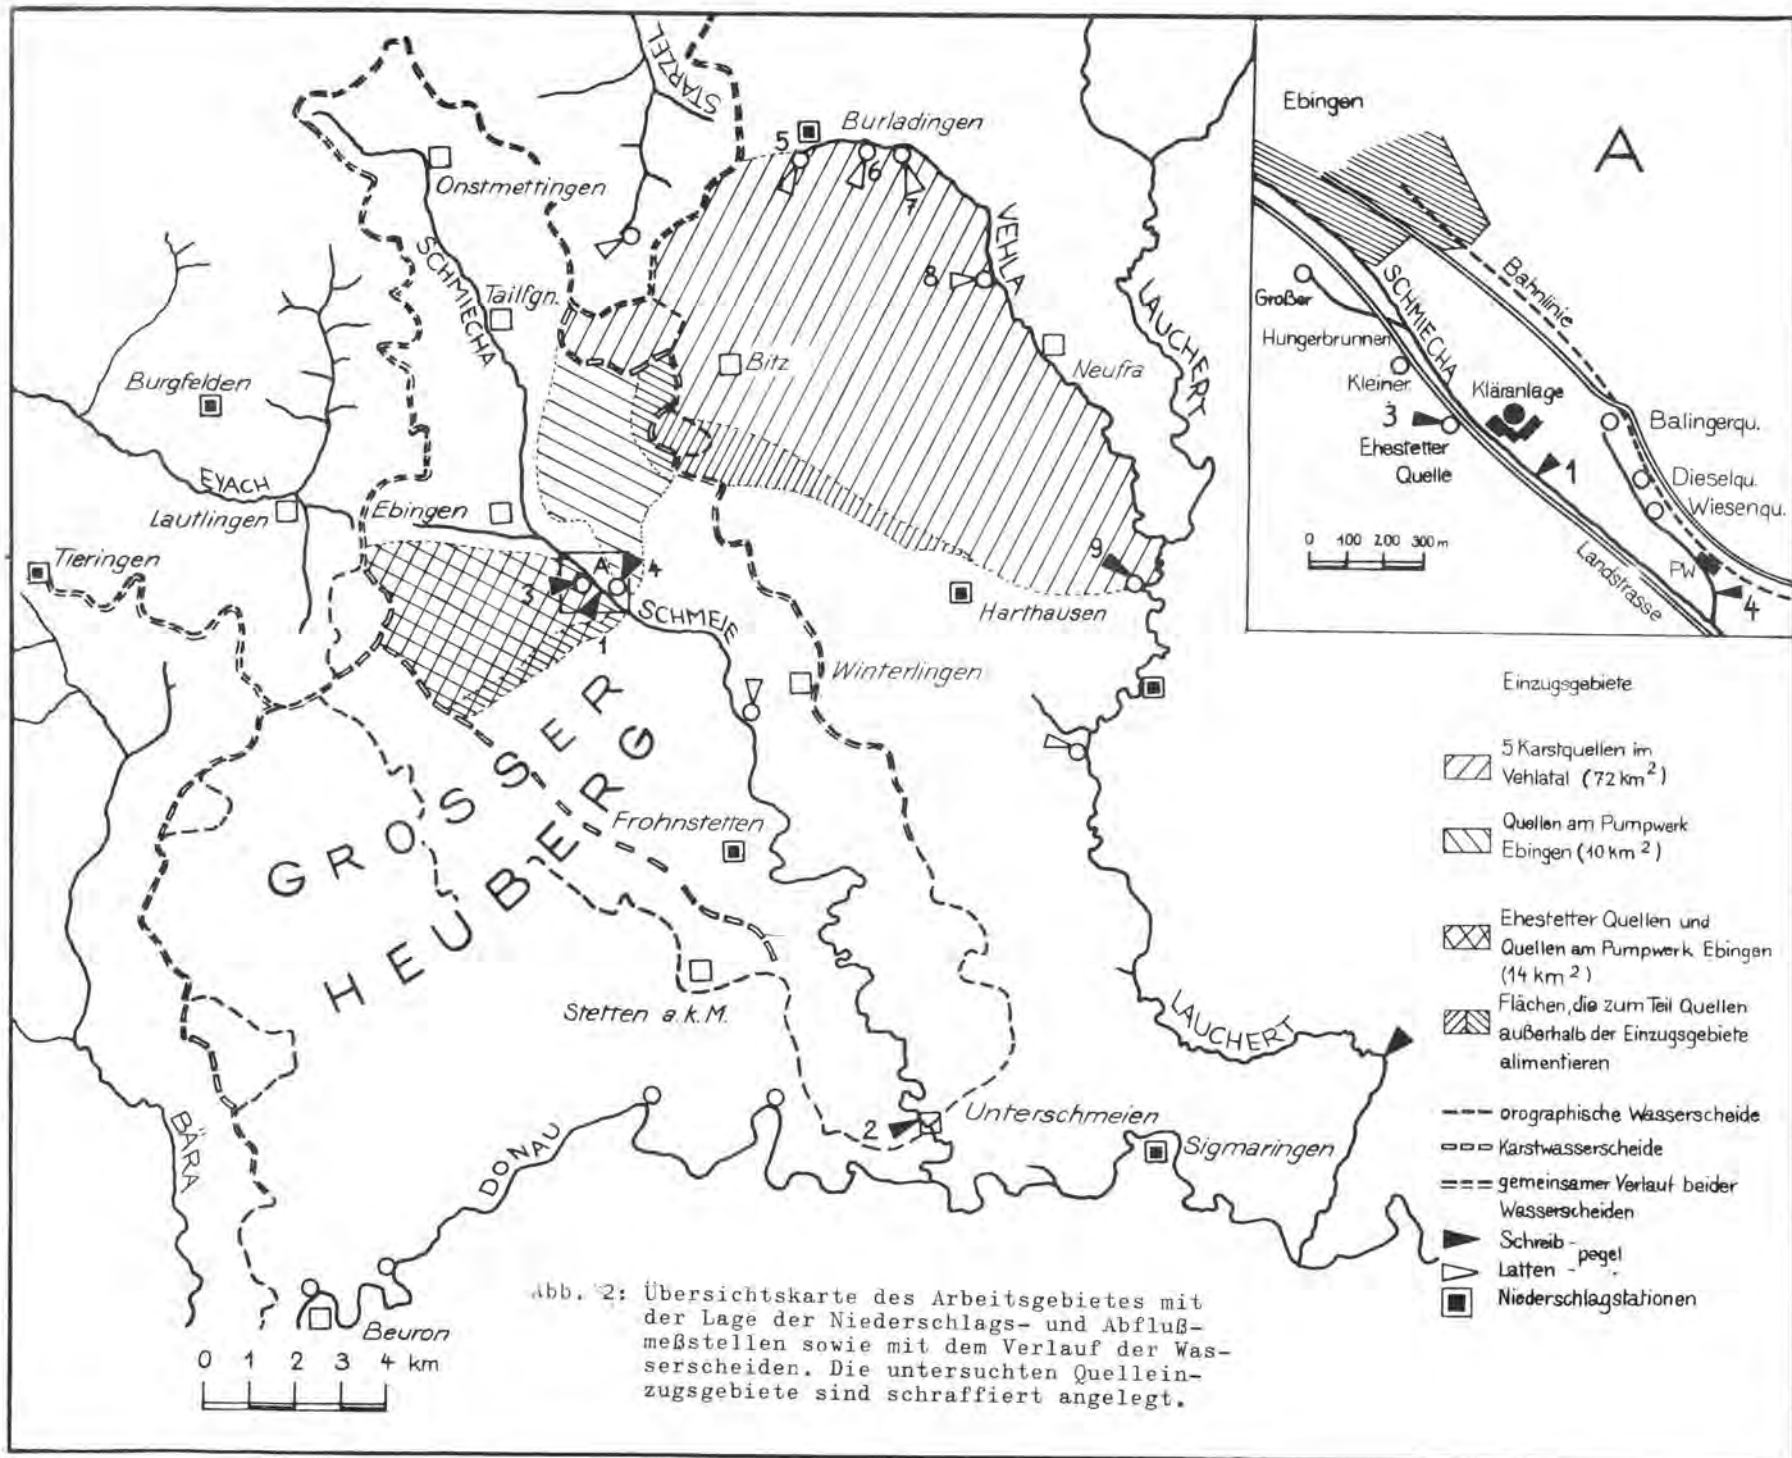 STARZEL
Burladingen
5
6
7
Onstmettingen
SCHMIECHA
VEHLA
8
LAUCHERT
Tailfgn.
Bitz
Neufra
Burgfelden
EYACH
Lautlingen
Ebingen
Tieringen
A
3
4
1
9
SCHMEIE
Harthausen
Winterlingen
GROSSER
HEUBERG
Frohnstetten
Stetten a.k.M.
LAUCHERT
Unterschmeien
2
Sigmaringen
DONAU
BÄRA
Beuron
0 1 2 3 4 km
Ebingen
A
Bahnlinie
SCHMIECHA
Großer
Hungerbrunnen
Kleiner
Kläranlage
3
Ehestetter
Quelle
1
Balingerqu.
Dieselqu.
Wiesenqu.
0 100 200 300 m
Landstrasse
PW
4
Einzugsgebiete
5 Karstquellen im
Vehlatal (72 km²)
Quellen am Pumpwerk
Ebingen (10 km²)
Ehestetter Quellen und
Quellen am Pumpwerk Ebingen
(14 km²)
Flächen, die zum Teil Quellen
außerhalb der Einzugsgebiete
alimentieren
orographische Wasserscheide
Karstwasserscheide
gemeinsamer Verlauf beider
Wasserscheiden
Schreib-
pegel
Latten-
Niederschlagstationen
Abb. 2: Übersichtskarte des Arbeitsgebietes mit
der Lage der Niederschlags- und Abfluß-
meßstellen sowie mit dem Verlauf der Was-
serscheiden. Die untersuchten Quellein-
zugsgebiete sind schraffiert angelegt.